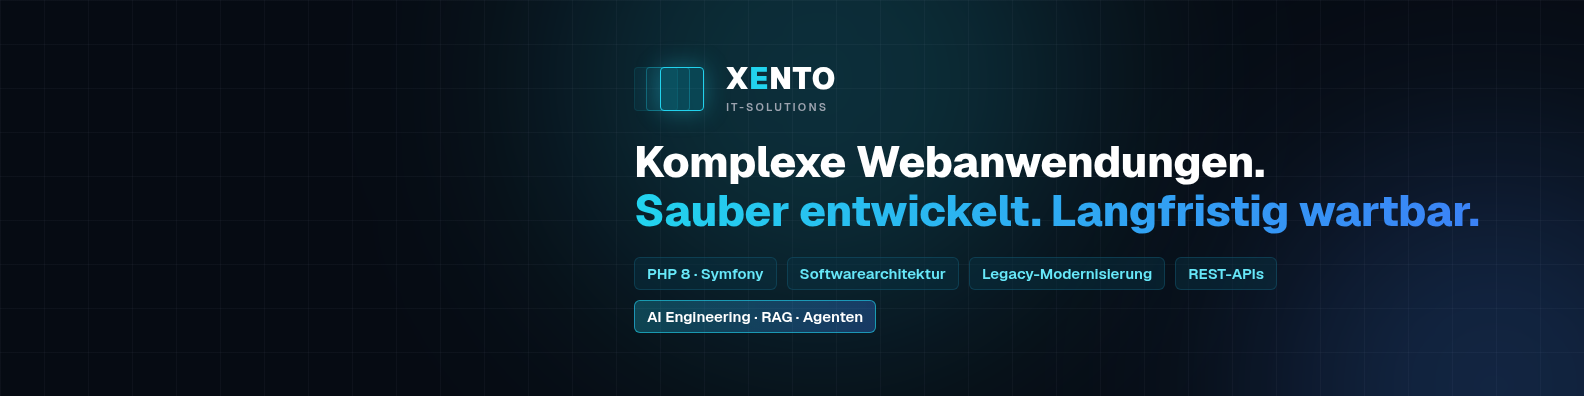 XENTO
IT-SOLUTIONS
Komplexe Webanwendungen.
Sauber entwickelt. Langfristig wartbar.
PHP 8 · Symfony Softwarearchitektur Legacy-Modernisierung REST-APIs
AI Engineering · RAG · Agenten